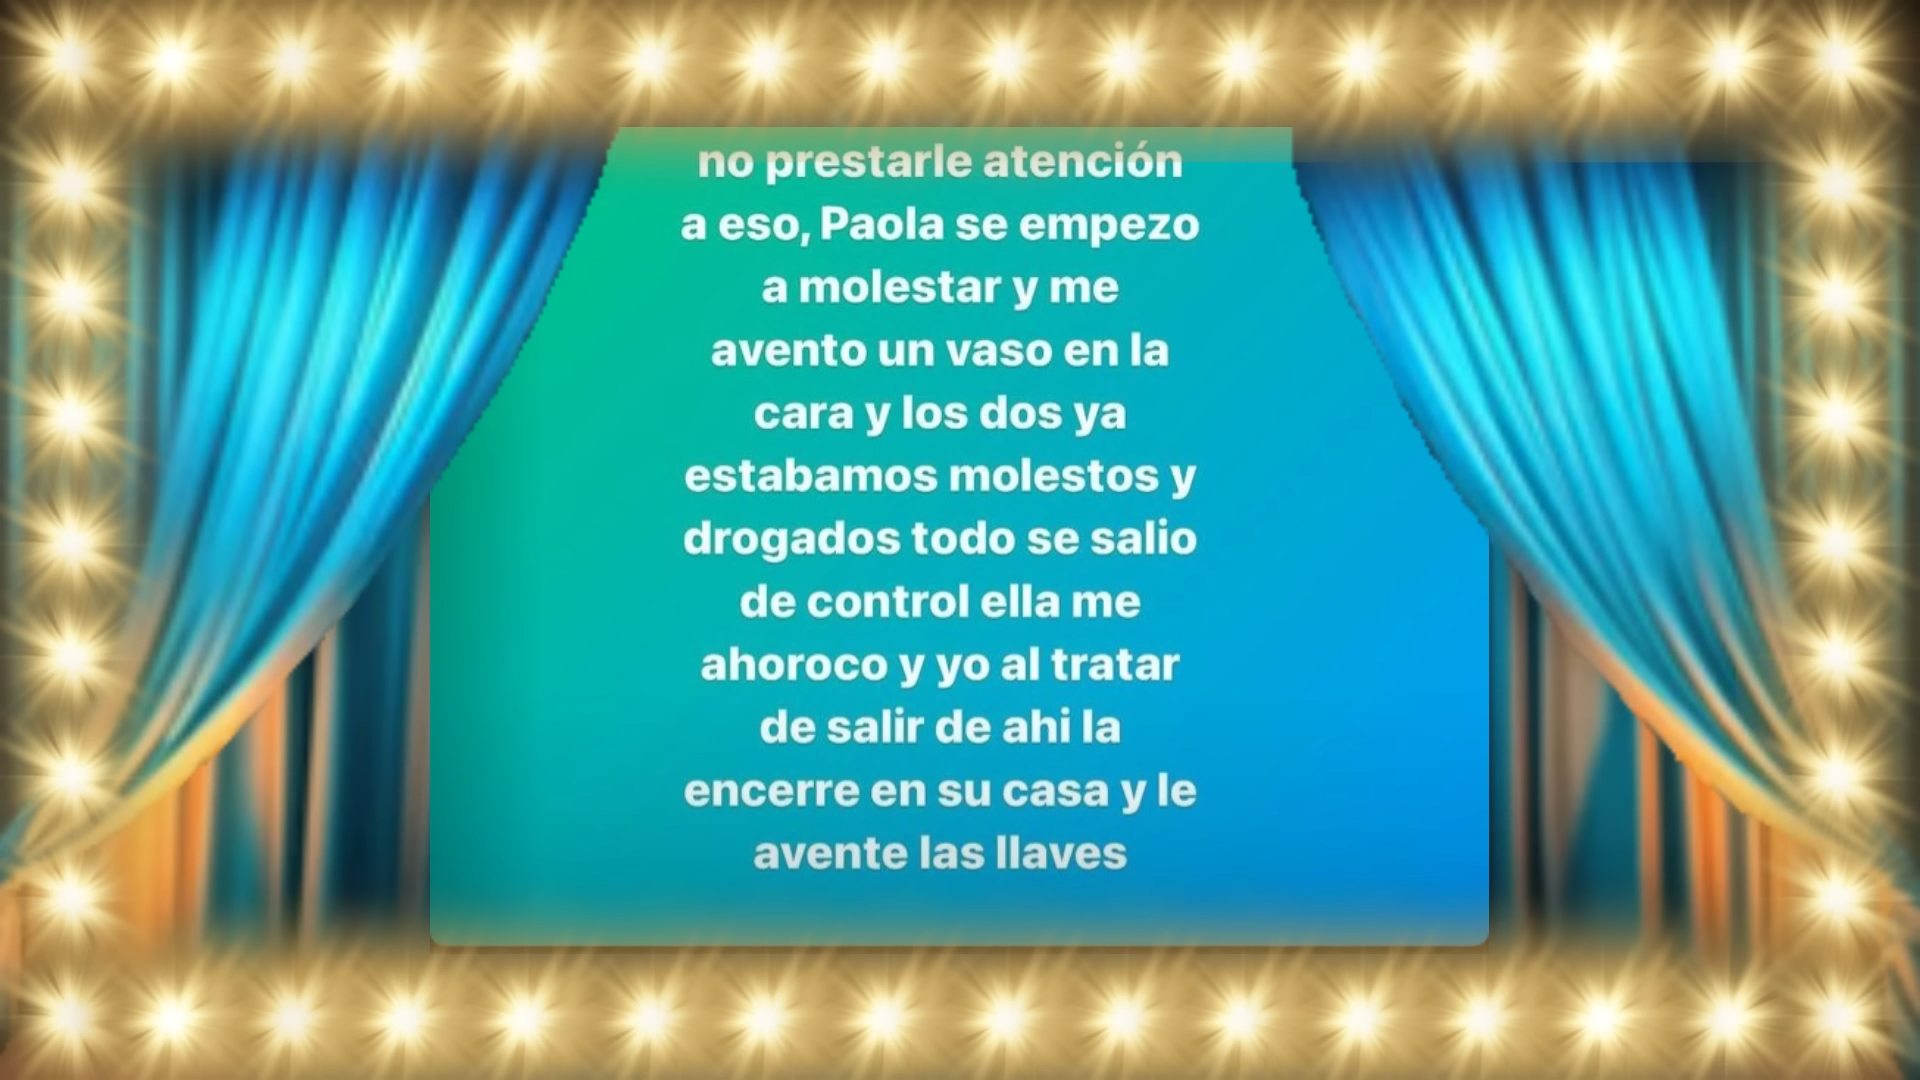 no prestarle atención
a eso, Paola se empezo
a molestar y me
avento un vaso en la
cara y los dos ya
estabamos molestos y
drogados todo se salio
de control ella me
ahoroco y yo al tratar
de salir de ahi la
encerre en su casa y le
avente las llaves